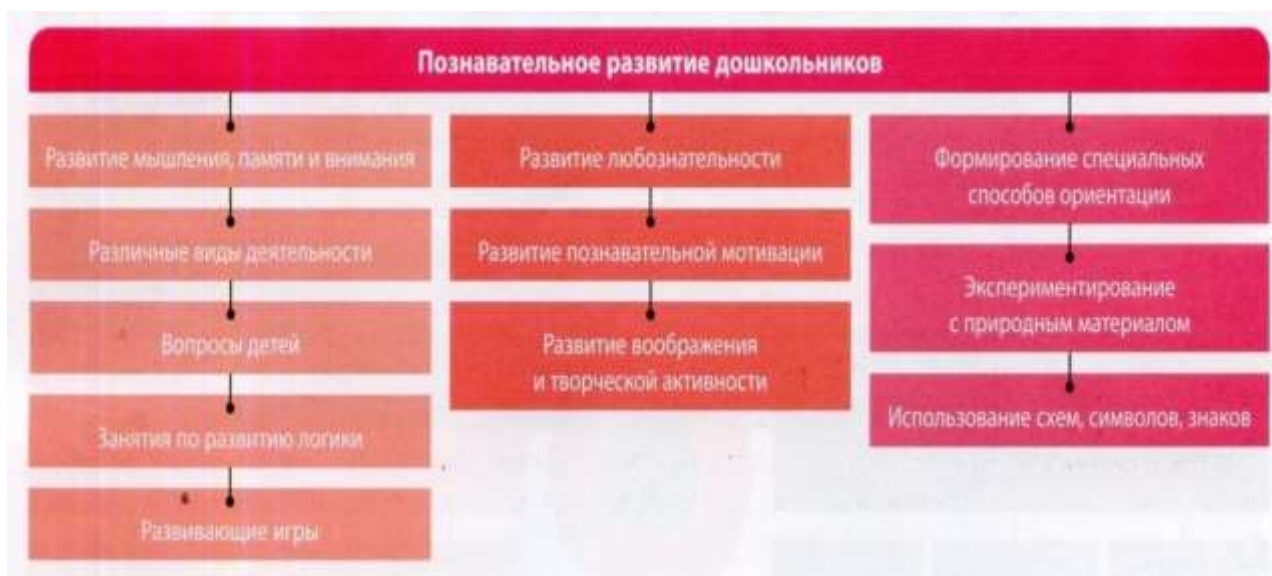 Познавательное развитие дошкольников
Развитие мышления, памяти и внимания
Различные виды деятельности
Вопросы детей
Занятия по развитию логики
Развивающие игры
Развитие любознательности
Развитие познавательной мотивации
Развитие воображения
и творческой активности
Формирование специальных
способов ориентации
Экспериментирование
с природным материалом
Использование схем, символов, знаков